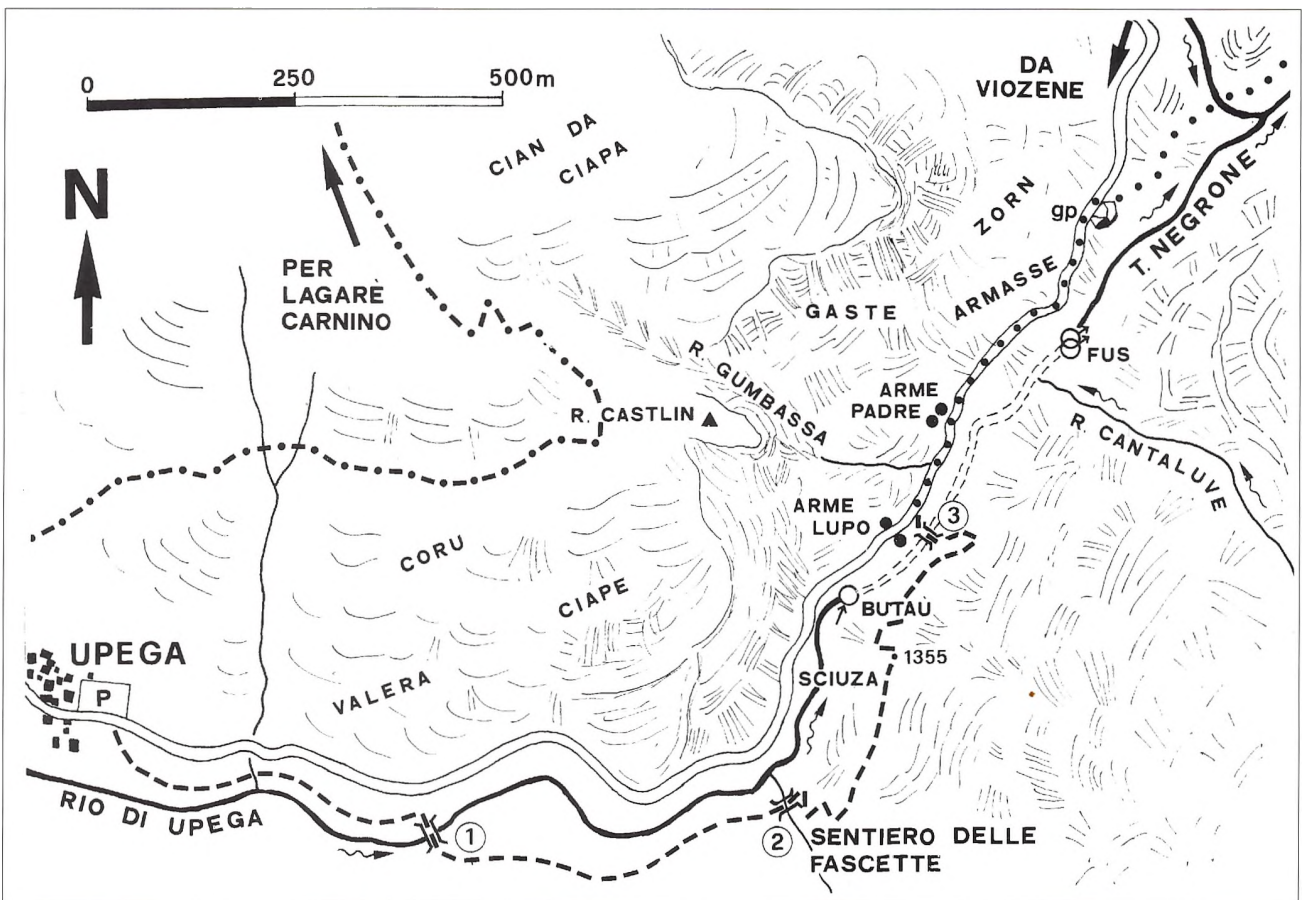 0 250 500m
N
PER
LAGARÈ
CARNINO
CIAN DA
CIAPA
DA
VIOZENE
ZORN
gp
T. NEGRONE
ARMASSE
GASTE
FUS
R. GUMBASSA
ARME
PADRE
R. CASTLIN
R. CANTALUVE
ARME
LUPO
3
CORU
CIAPE
BUTAÙ
1355
SCIUZA
UPEGA
P
VALERA
RIO DI UPEGA
1
2
SENTIERO DELLE
FASCETTE